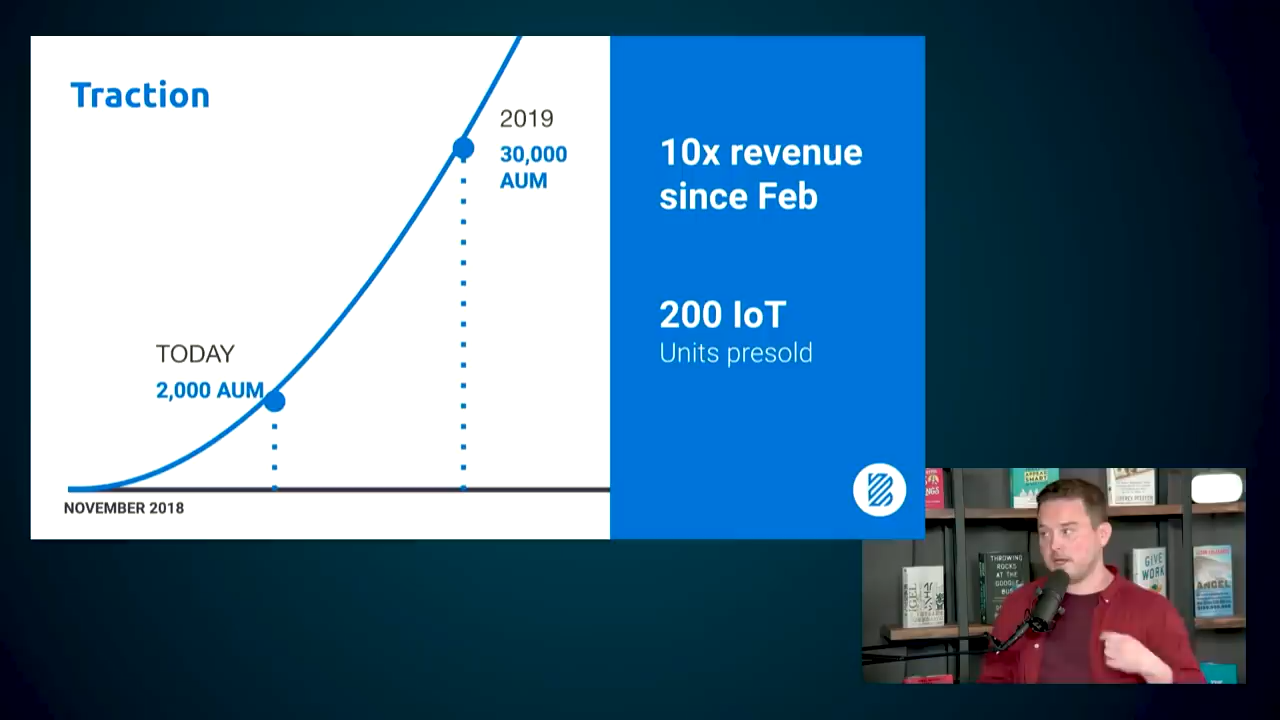 Traction
2019
30,000
AUM
TODAY
2,000 AUM
NOVEMBER 2018
10x revenue
since Feb
200 IoT
Units presold
THROWING
ROCKS
AT THE
GOOGLE
BUS
GIVE
WORK
ANGEL